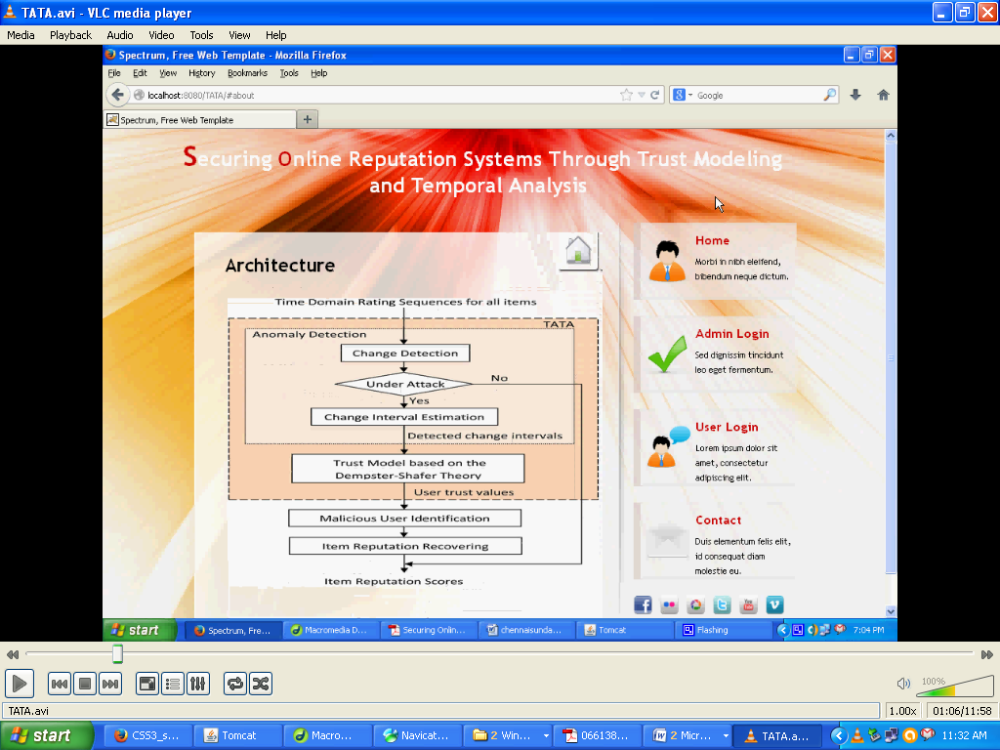 TATA.avi - VLC media player
Media Playback Audio Video Tools View Help
Spectrum, Free Web Template - Mozilla Firefox
File Edit View History Bookmarks Tools Help
localhost:8080/TATA/#about
Google
Spectrum, Free Web Template
Securing Online Reputation Systems Through Trust Modeling
and Temporal Analysis
Architecture
Time Domain Rating Sequences for all items
TATA
Anomaly Detection
Change Detection
Under Attack
No
Yes
Change Interval Estimation
Detected change intervals
Trust Model based on the
Dempster-Shafer Theory
User trust values
Malicious User Identification
Item Reputation Recovering
Item Reputation Scores
Home
Morbi in nibh eleifend,
bibendum neque dictum.
Admin Login
Sed dignissim tincidunt
leo eget fermentum.
User Login
Lorem ipsum dolor sit
amet, consectetur
adipiscing elit.
Contact
Duis elementum felis elit,
id consequat diam
molestie eu.
start Spectrum, Fre... Macromedia D... Securing Onlin... chennaisunda... Tomcat Flashing 7:04 PM
100%
TATA.avi 1.00x 01:06/11:58
start CSS3_s... Tomcat Macro... Navicat... 2 Win... 066138... 2 Micr... TATA.a... 11:32 AM